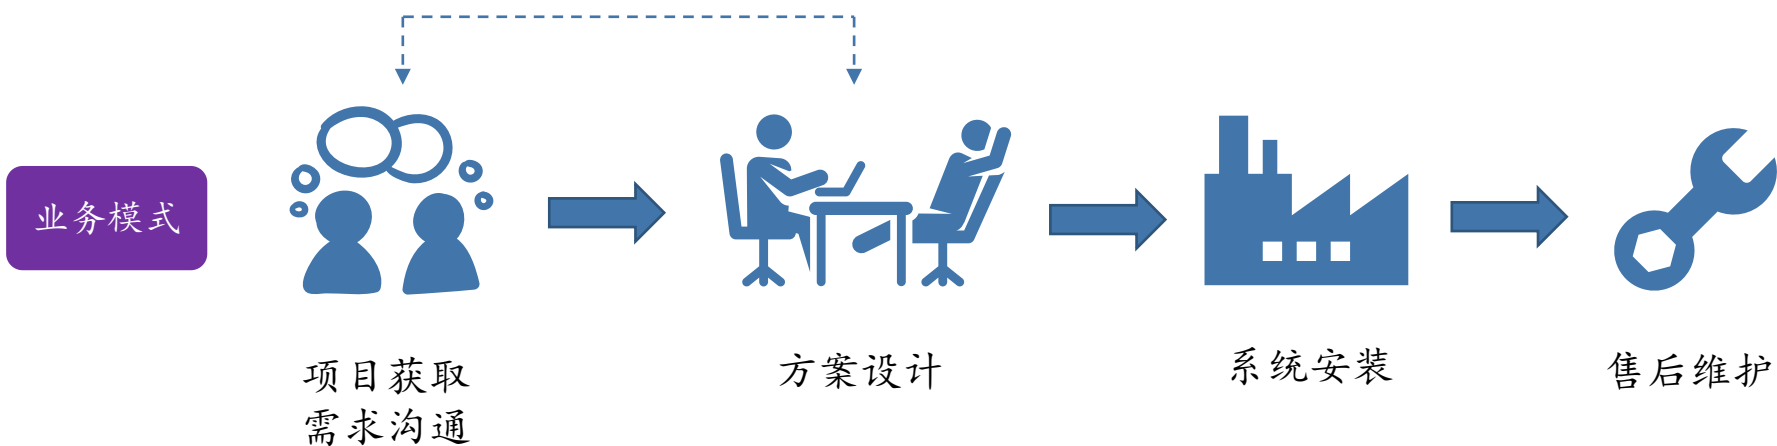 业务模式
项目获取
需求沟通
方案设计
系统安装
售后维护